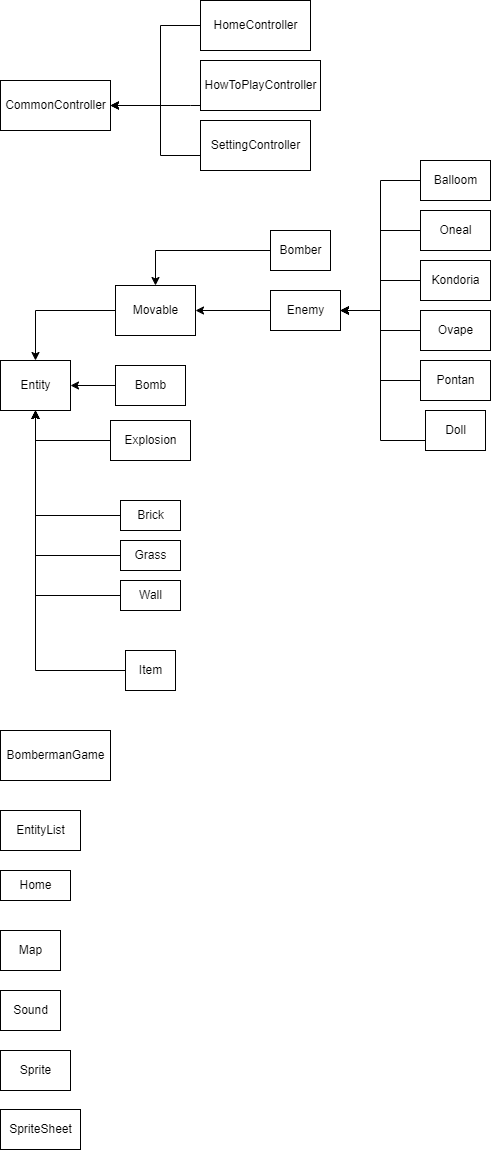 HomeController
HowToPlayController
CommonController
SettingController
Balloom
Oneal
Bomber
Kondoria
Movable
Enemy
Ovape
Entity
Bomb
Pontan
Explosion
Doll
Brick
Grass
Wall
Item
BombermanGame
EntityList
Home
Map
Sound
Sprite
SpriteSheet